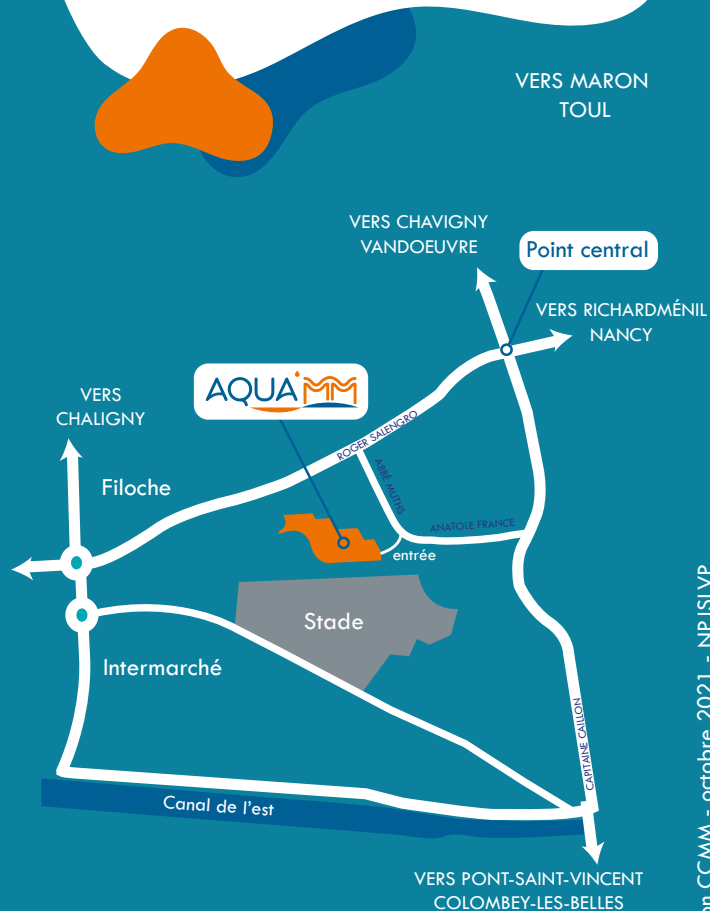 VERS MARON
TOUL
VERS CHAVIGNY
VANDOEUVRE
Point central
VERS RICHARDMÉNIL
NANCY
AQUA'MM
VERS
CHALIGNY
ROGER SALENGRO
Filoche
ABBÉ MUTHS
ANATOLE FRANCE
entrée
Stade
Intermarché
CAPITAINE CAILLON
Canal de l'est
VERS PONT-SAINT-VINCENT
COLOMBEY-LES-BELLES
CCMM - octobre 2021 - NPJSLVP